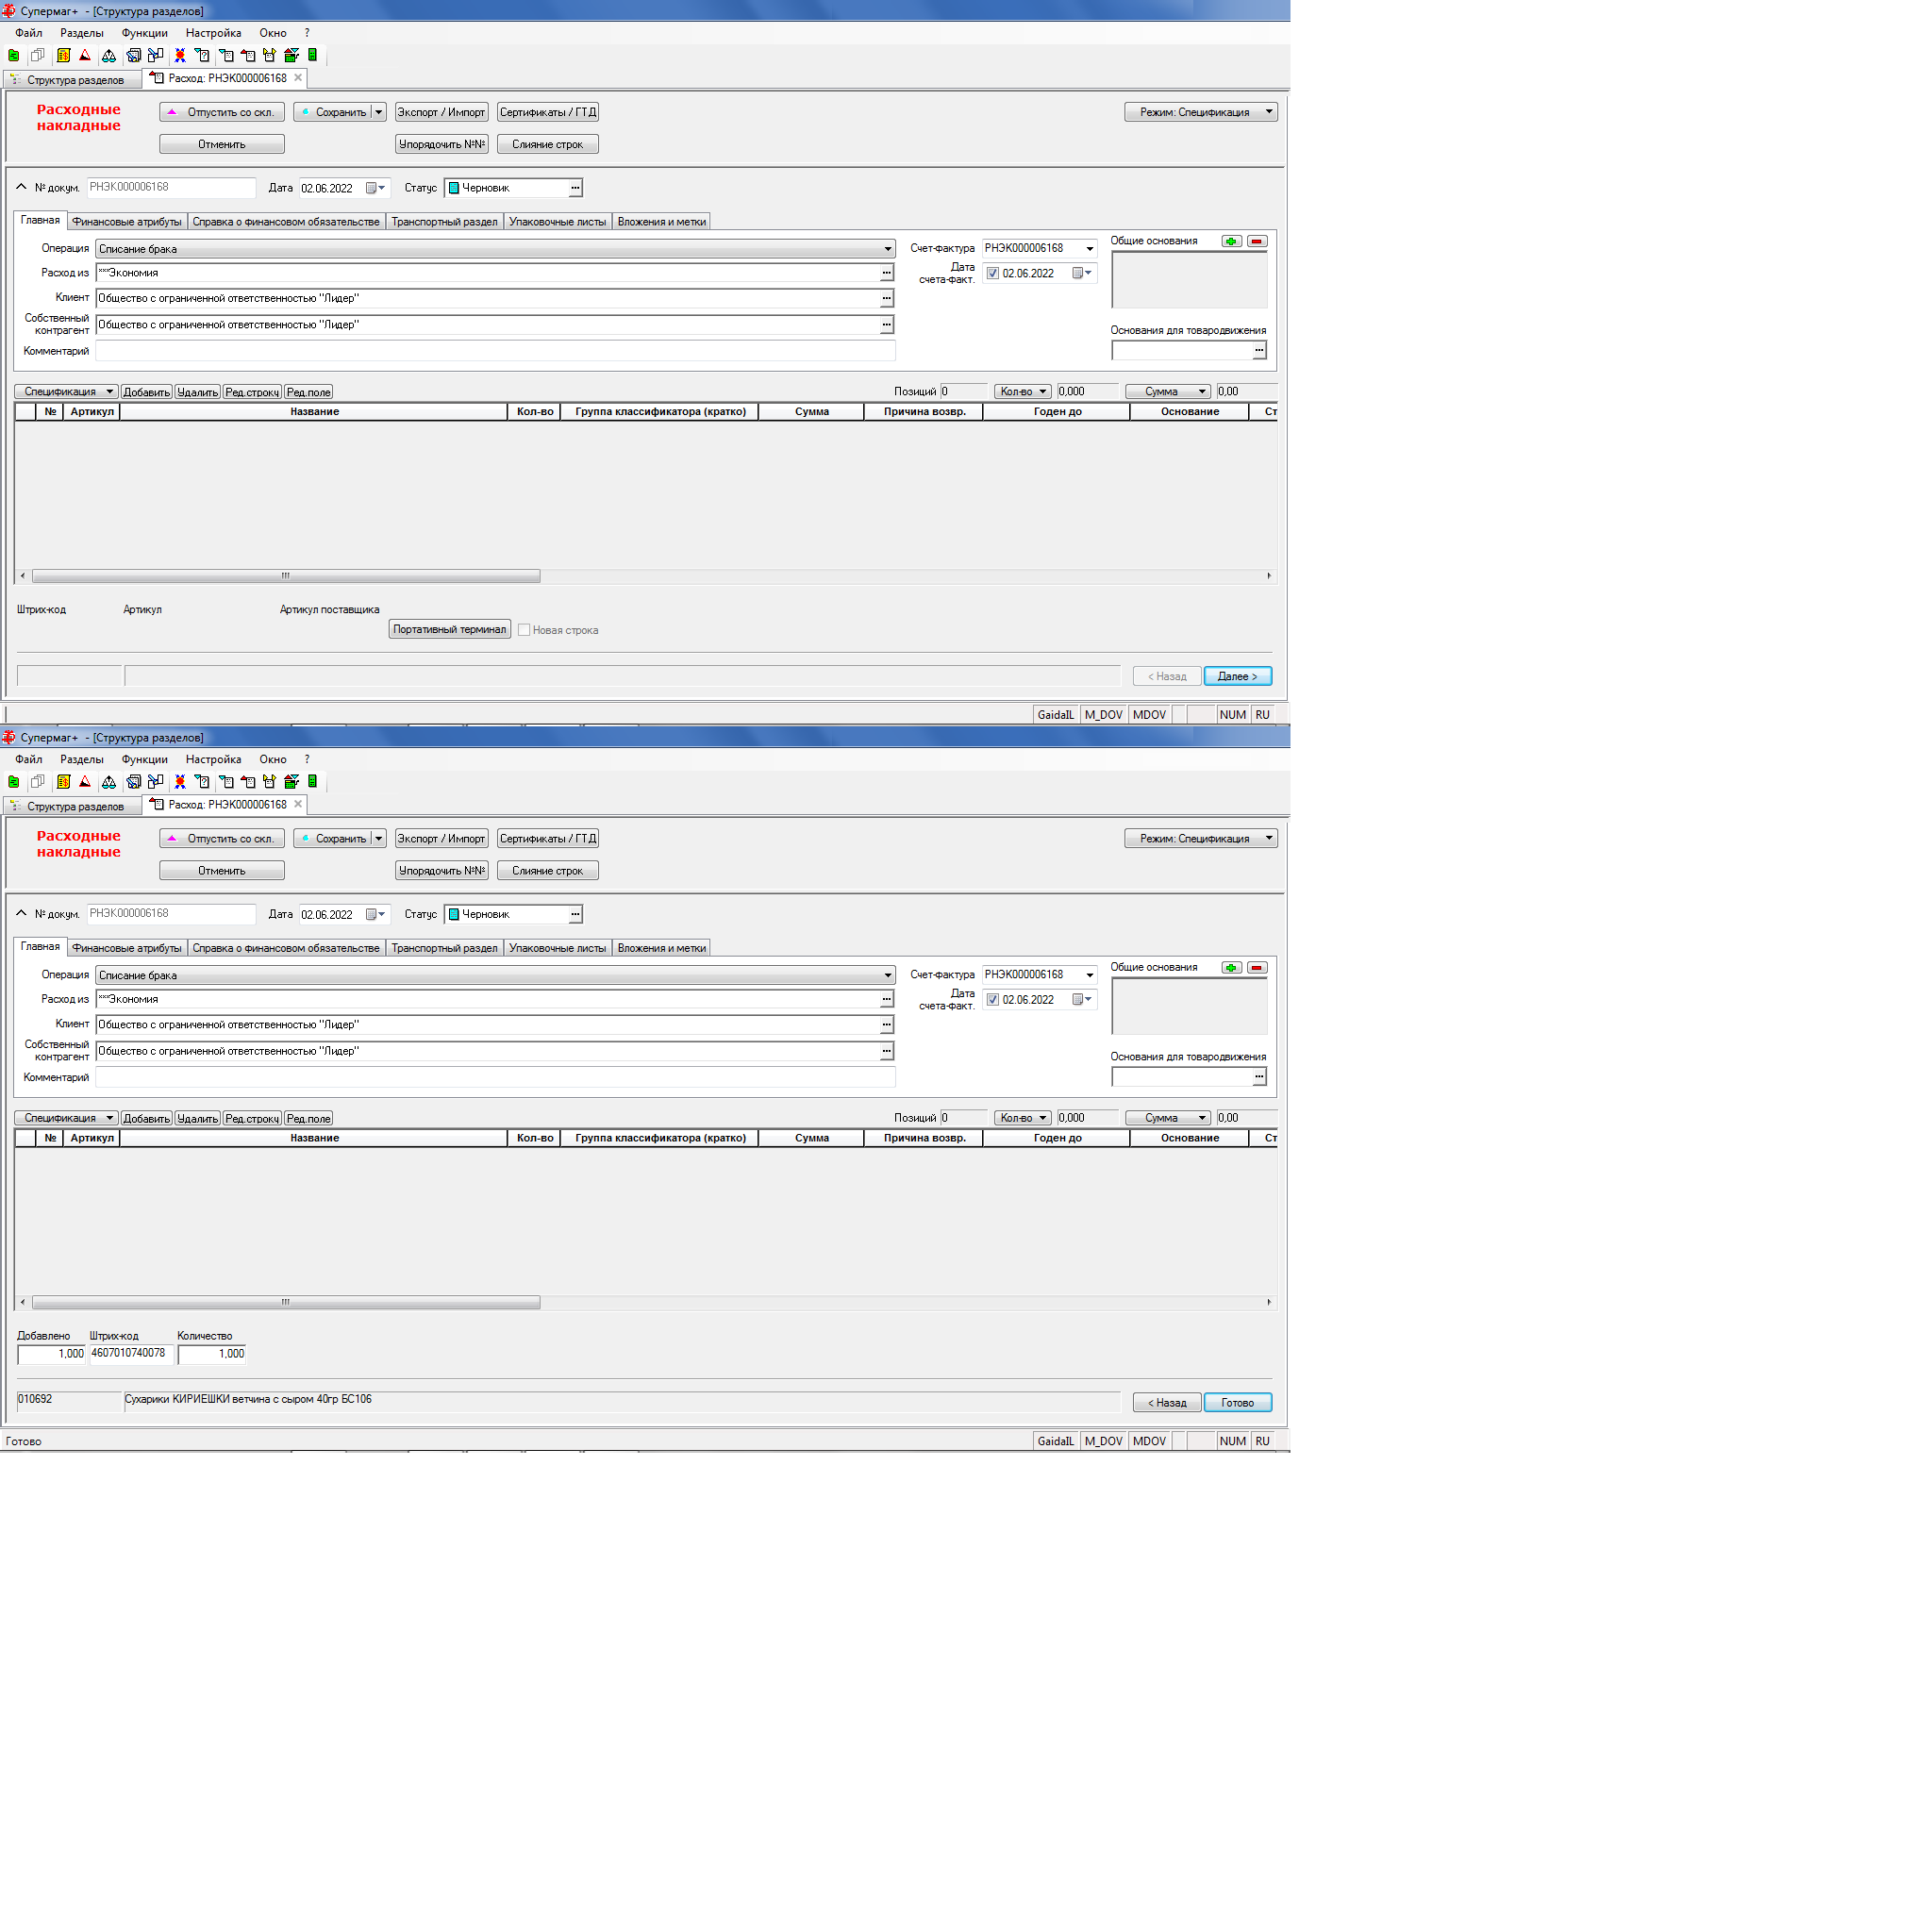 Супермаг+ - [Структура разделов]
Файл Разделы Функции Настройка Окно ?
Структура разделов Расход: РНЭК000006168
Расходные накладные
Отпустить со скл. Сохранить Экспорт / Импорт Сертификаты / ГТД Режим: Спецификация
Отменить Упорядочить №№ Слияние строк
№ докум. РНЭК000006168 Дата 02.06.2022 Статус Черновик ...
Главная Финансовые атрибуты Справка о финансовом обязательстве Транспортный раздел Упаковочные листы Вложения и метки
Операция Списание брака Счет-фактура РНЭК000006168 Общие основания
Расход из ***Экономия ... Дата счета-факт. 02.06.2022
Клиент Общество с ограниченной ответственностью "Лидер" ...
Собственный контрагент Общество с ограниченной ответственностью "Лидер" ... Основания для товародвижения
Комментарий ...
Спецификация Добавить Удалить Ред.строку Ред.поле Позиций 0 Кол-во 0,000 Сумма 0,00
№ Артикул Название Кол-во Группа классификатора (кратко) Сумма Причина возвр. Годен до Основание Ст
Штрих-код Артикул Артикул поставщика
Портативный терминал Новая строка
< Назад Далее >
GaidaIL M_DOV MDOV NUM RU
Супермаг+ - [Структура разделов]
Файл Разделы Функции Настройка Окно ?
Структура разделов Расход: РНЭК000006168
Расходные накладные
Отпустить со скл. Сохранить Экспорт / Импорт Сертификаты / ГТД Режим: Спецификация
Отменить Упорядочить №№ Слияние строк
№ докум. РНЭК000006168 Дата 02.06.2022 Статус Черновик ...
Главная Финансовые атрибуты Справка о финансовом обязательстве Транспортный раздел Упаковочные листы Вложения и метки
Операция Списание брака Счет-фактура РНЭК000006168 Общие основания
Расход из ***Экономия ... Дата счета-факт. 02.06.2022
Клиент Общество с ограниченной ответственностью "Лидер" ...
Собственный контрагент Общество с ограниченной ответственностью "Лидер" ... Основания для товародвижения
Комментарий ...
Спецификация Добавить Удалить Ред.строку Ред.поле Позиций 0 Кол-во 0,000 Сумма 0,00
№ Артикул Название Кол-во Группа классификатора (кратко) Сумма Причина возвр. Годен до Основание Ст
Добавлено Штрих-код Количество
1,000 4607010740078 1,000
010692 Сухарики КИРИЕШКИ ветчина с сыром 40гр БС106 < Назад Готово
Готово GaidaIL M_DOV MDOV NUM RU